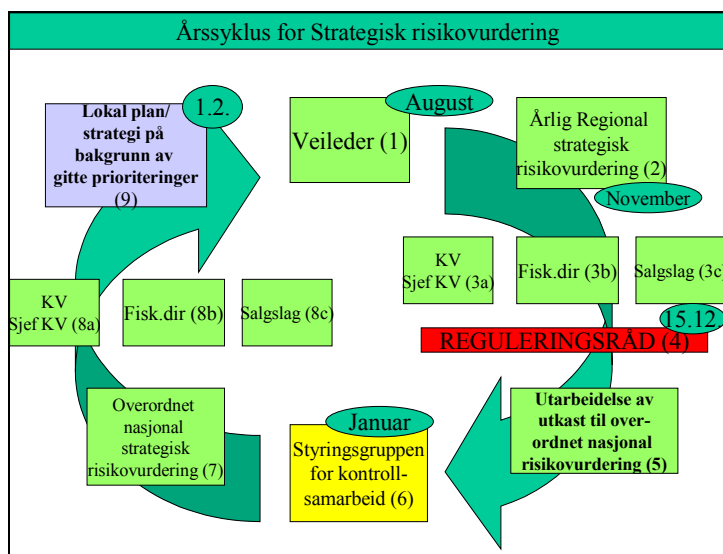 Årssyklus for Strategisk risikovurdering
August
Veileder (1)
Årlig Regional
strategisk
risikovurdering (2)
November
KV
Sjef KV (3a)
Fisk.dir (3b)
Salgslag (3c)
15.12.
REGULERINGSRÅD (4)
Utarbeidelse av
utkast til over-
ordnet nasjonal
risikovurdering (5)
Januar
Styringsgruppen
for kontroll-
samarbeid (6)
Overordnet
nasjonal
strategisk
risikovurdering (7)
KV
Sjef KV (8a)
Fisk.dir (8b)
Salgslag (8c)
1.2.
Lokal plan/
strategi på
bakgrunn av
gitte prioriteringer
(9)